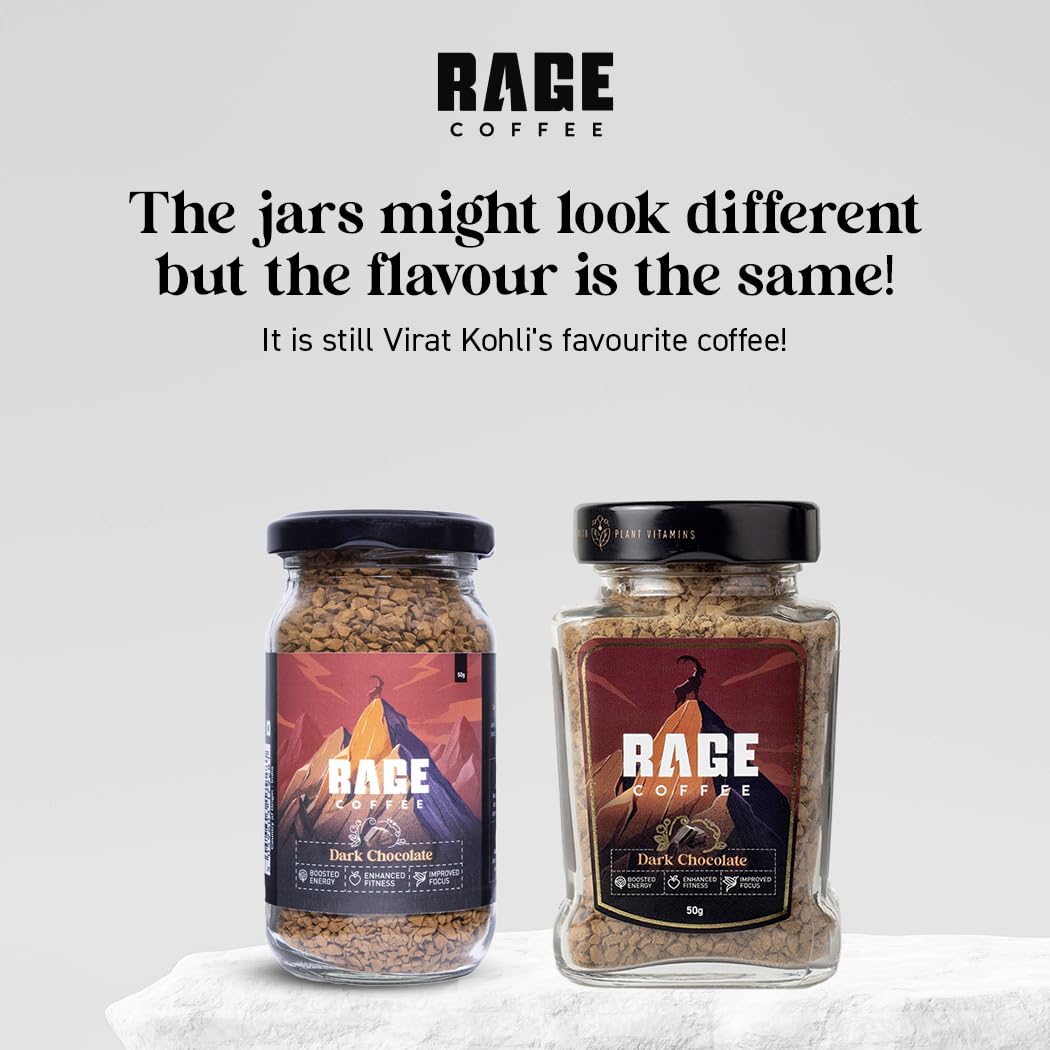 RAGE
COFFEE
The jars might look different
but the flavour is the same!
It is still Virat Kohli's favourite coffee!
50g
RAGE
COFFEE
Dark Chocolate
BOOSTED
ENERGY
ENHANCED
FITNESS
IMPROVED
FOCUS
PLANT VITAMINS
RAGE
COFFEE
Dark Chocolate
BOOSTED
ENERGY
ENHANCED
FITNESS
IMPROVED
FOCUS
50g